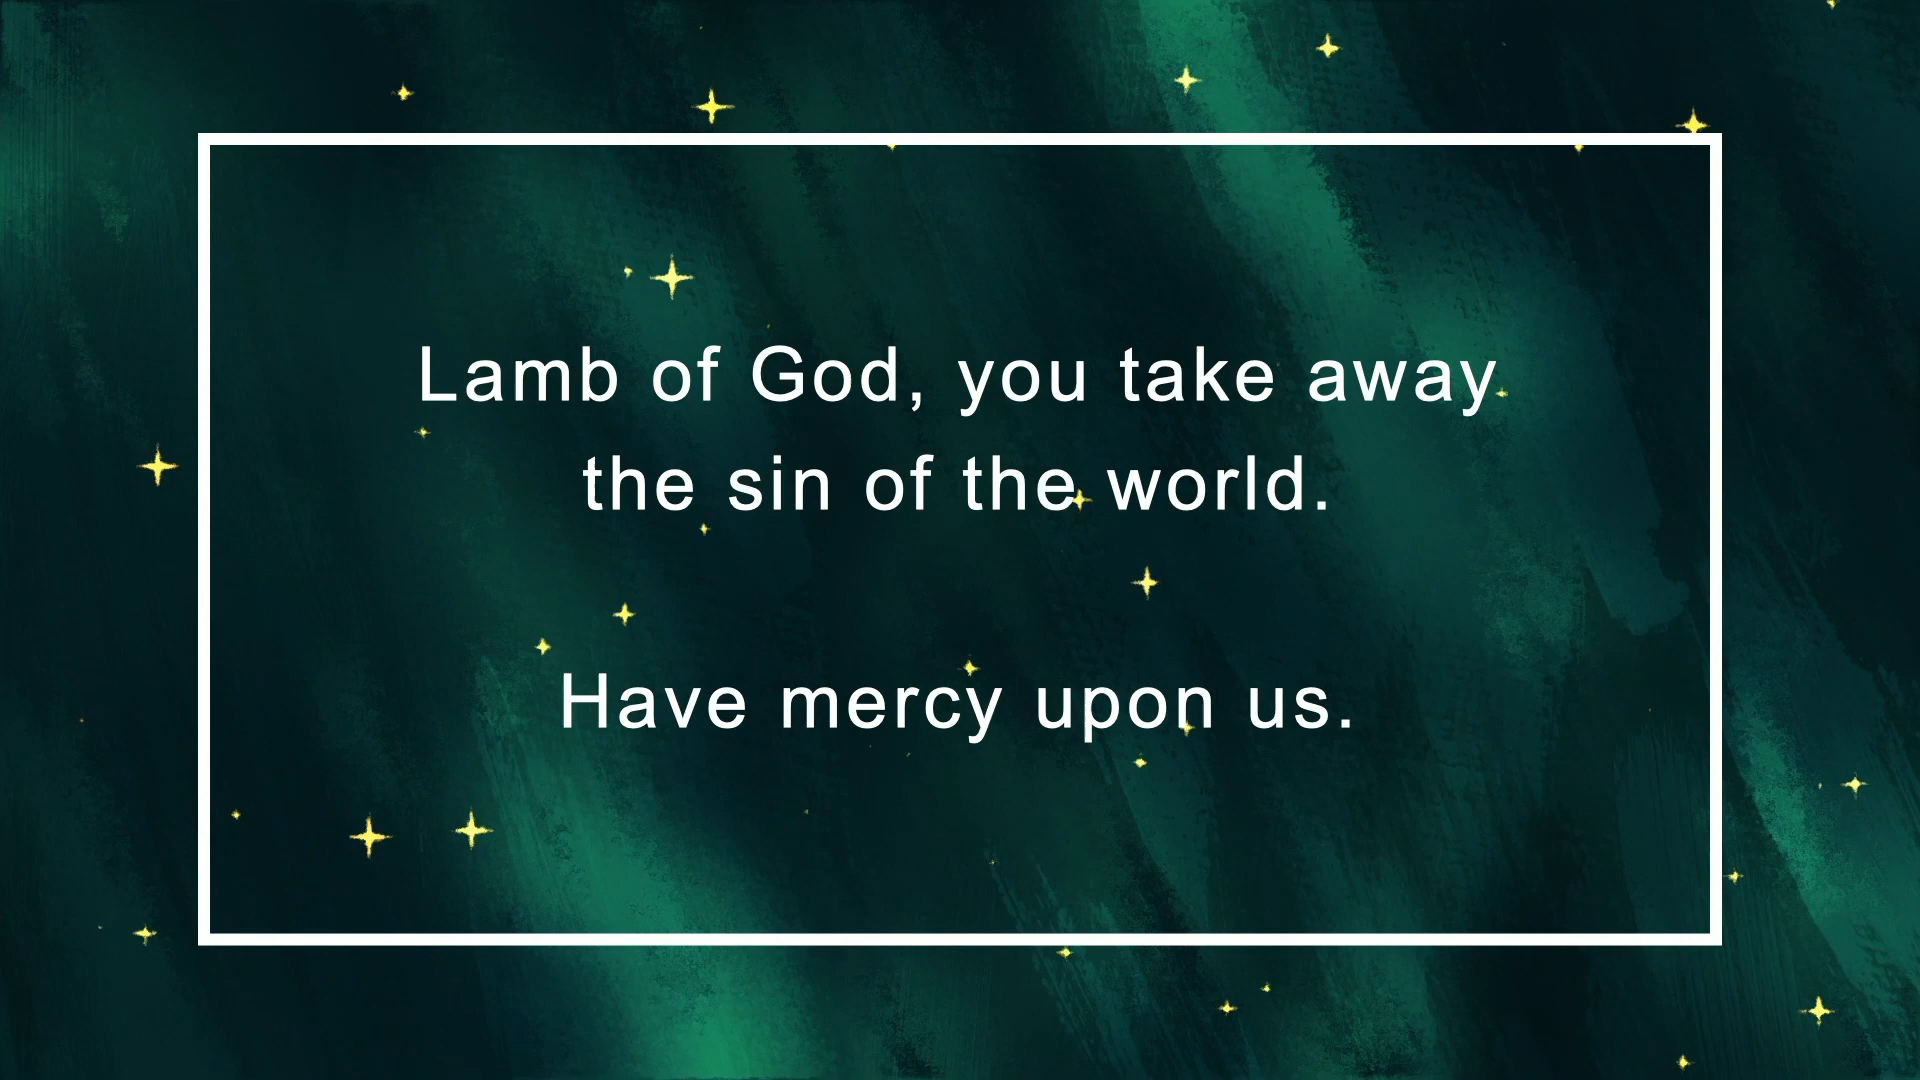 Lamb of God, you take away
the sin of the world.
Have mercy upon us.